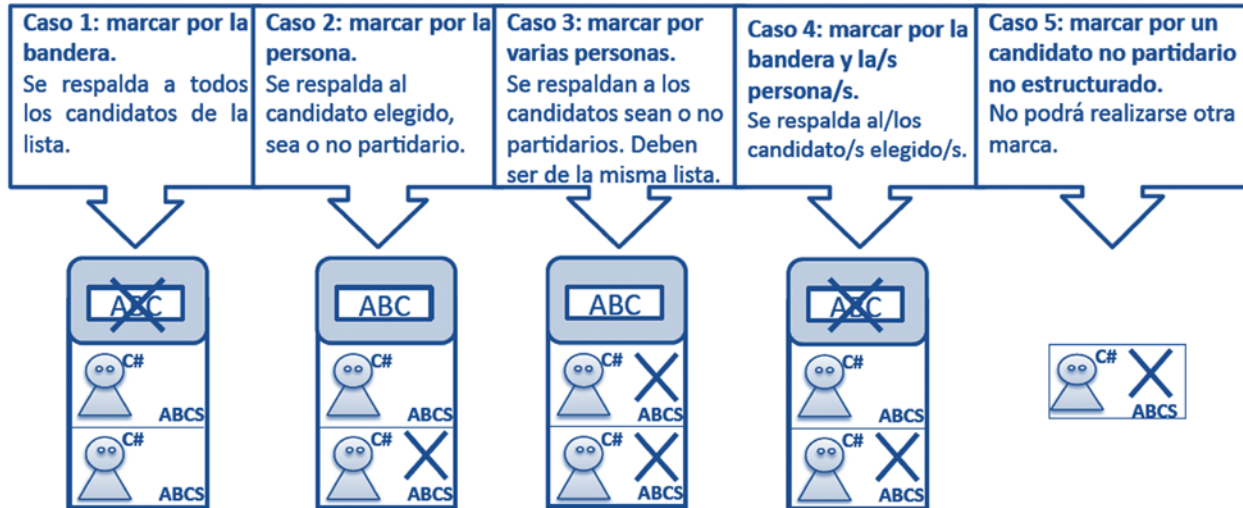 Caso 1: marcar por la
bandera.
Se respalda a todos
los candidatos de la
lista.
Caso 2: marcar por la
persona.
Se respalda al
candidato elegido,
sea o no partidario.
Caso 3: marcar por
varias personas.
Se respaldan a los
candidatos sean o no
partidarios. Deben
ser de la misma lista.
Caso 4: marcar por la
bandera y la/s
persona/s.
Se respalda al/los
candidato/s elegido/s.
Caso 5: marcar por un
candidato no partidario
no estructurado.
No podrá realizarse otra
marca.
ABC
C#
ABCS
C#
ABCS
ABC
C#
ABCS
C#
ABCS
ABC
C#
ABCS
C#
ABCS
ABC
C#
ABCS
C#
ABCS
C#
ABCS